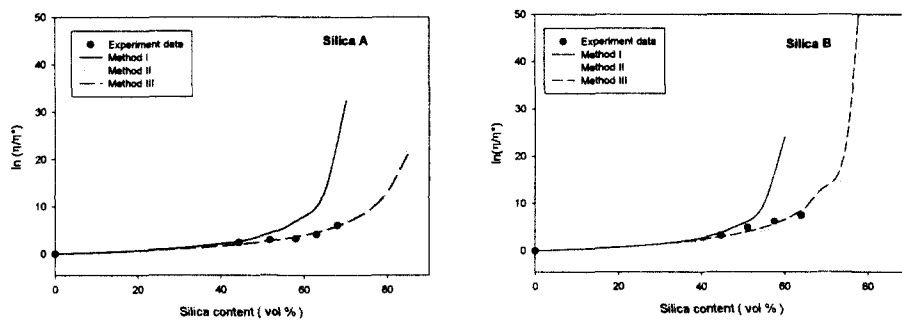 50
40
30
20
10
0
-10
ln (η/η°)
Experiment data
Method I
Method II
Method III
Silica A
0
20
40
60
80
Silica content ( vol % )
50
40
30
20
10
0
-10
ln(η/η°)
Experiment data
Method I
Method II
Method III
Silica B
0
20
40
60
80
Silica content ( vol % )